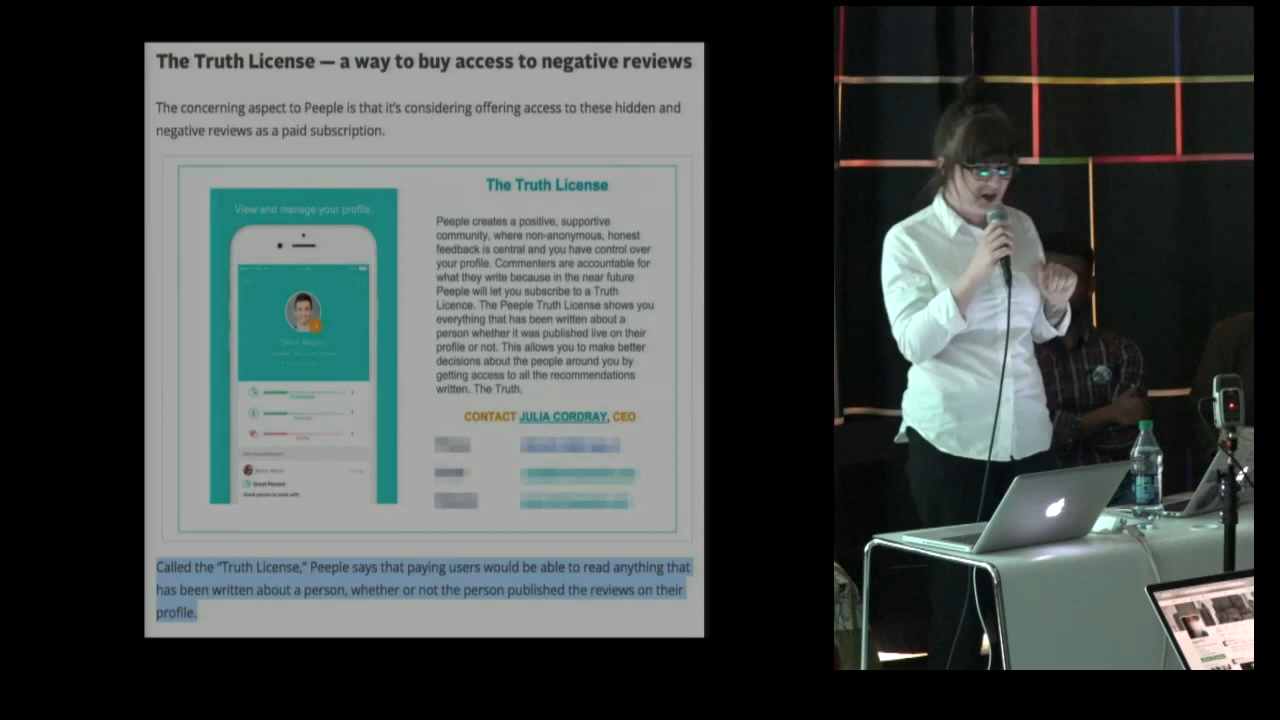 The Truth License — a way to buy access to negative reviews
The concerning aspect to Peeple is that it's considering offering access to these hidden and
negative reviews as a paid subscription.
View and manage your profile.
The Truth License
Peeple creates a positive, supportive
community, where non-anonymous, honest
feedback is central and you have control over
your profile. Commenters are accountable for
what they write because in the near future
Peeple will let you subscribe to a Truth
Licence. The Peeple Truth License shows you
everything that has been written about a
person whether it was published live on their
profile or not. This allows you to make better
decisions about the people around you by
getting access to all the recommendations
written. The Truth.
CONTACT JULIA CORDRAY, CEO
Great Person!
Great person to work with.
Called the “Truth License,” Peeple says that paying users would be able to read anything that
has been written about a person, whether or not the person published the reviews on their
profile.